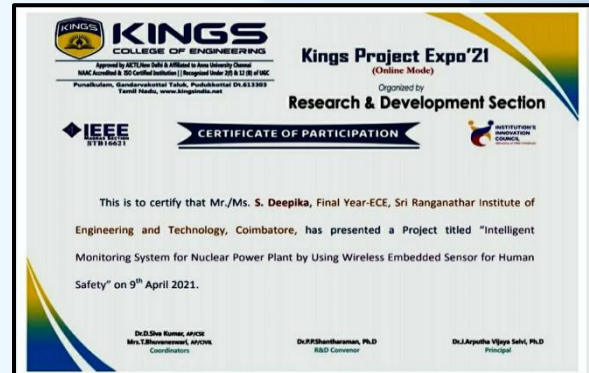 KINGS
KINGS
COLLEGE OF ENGINEERING
Approved by AICTE, New Delhi & Affiliated to Anna University Chennai
NAAC Accredited & ISO Certified Institution | | Recognized Under 2(f) & 12 (B) of UGC
Punalkulam, Gandarvakottai Taluk, Pudukkottai Dt.613303
Tamil Nadu, www.kingsindia.net
Kings Project Expo'21
(Online Mode)
Organized by
Research & Development Section
IEEE
MADRAS SECTION
STB16621
CERTIFICATE OF PARTICIPATION
INSTITUTION'S
INNOVATION
COUNCIL
This is to certify that Mr./Ms. S. Deepika, Final Year-ECE, Sri Ranganathar Institute of
Engineering and Technology, Coimbatore, has presented a Project titled "Intelligent
Monitoring System for Nuclear Power Plant by Using Wireless Embedded Sensor for Human
Safety" on 9th April 2021.
Dr.D.Siva Kumar, AP/CSE
Mrs.T.Bhuvaneswari, AP/CIVIL
Coordinators
Dr.P.P.Shantharaman, Ph.D
R&D Convenor
Dr.J.Arputha Vijaya Selvi, Ph.D
Principal